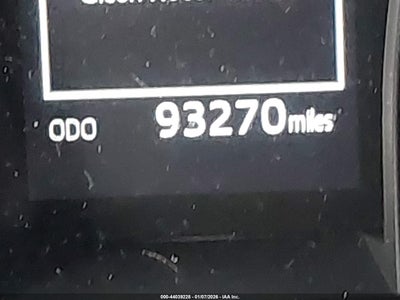 ODO 93270 miles
000-44039228 - 01/07/2026 - IAA Inc.